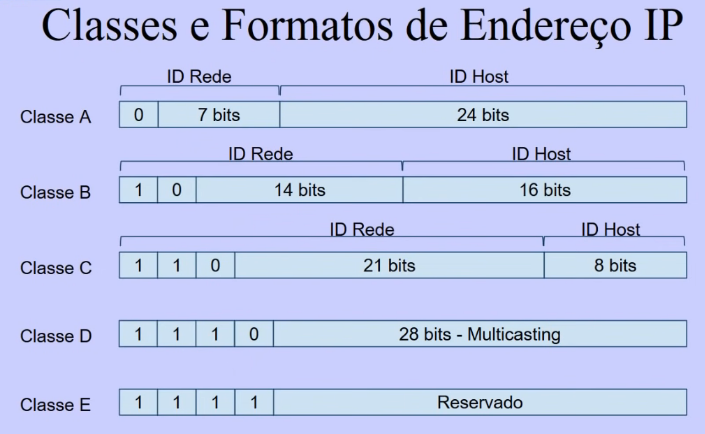 Classes e Formatos de Endereço IP
ID Rede ID Host
Classe A 0 7 bits 24 bits
ID Rede ID Host
Classe B 1 0 14 bits 16 bits
ID Rede ID Host
Classe C 1 1 0 21 bits 8 bits
Classe D 1 1 1 0 28 bits - Multicasting
Classe E 1 1 1 1 Reservado